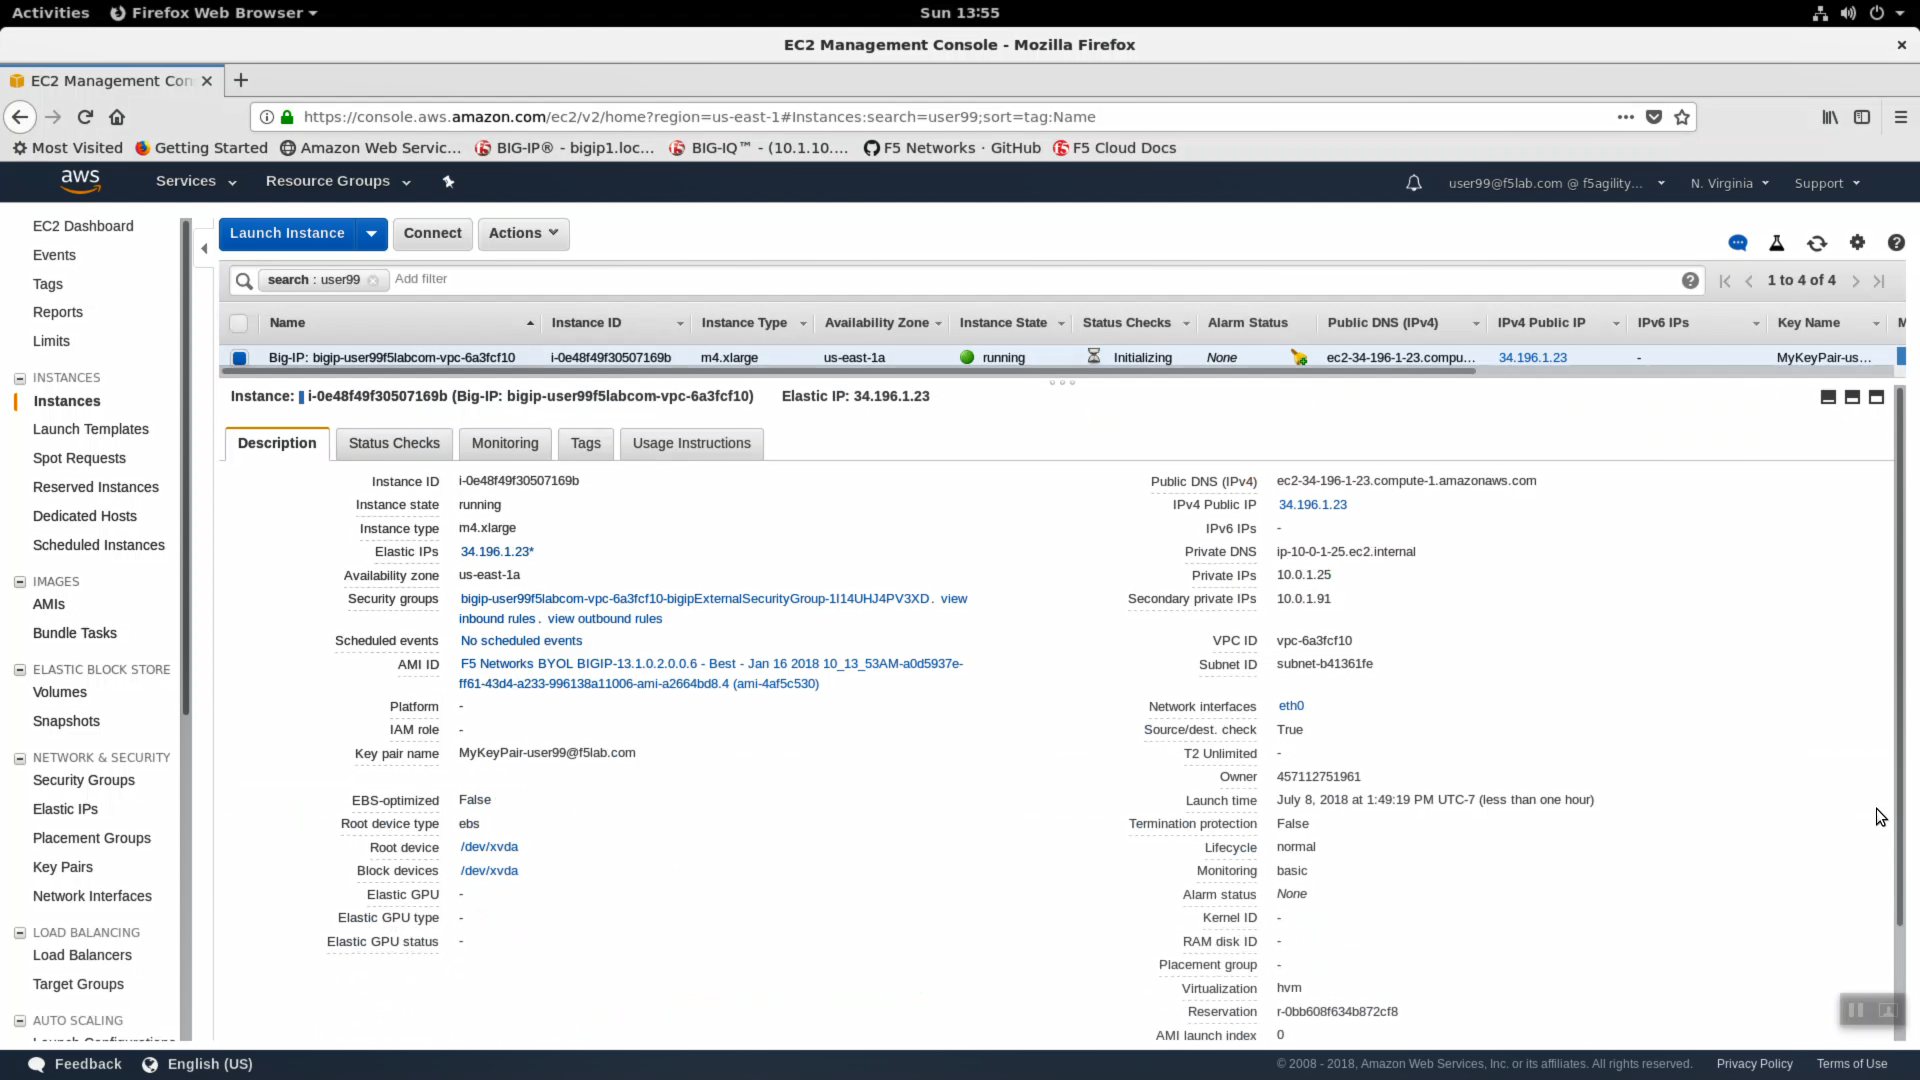 Activities Firefox Web Browser Sun 13:55
EC2 Management Console - Mozilla Firefox
EC2 Management Con
https://console.aws.amazon.com/ec2/v2/home?region=us-east-1#Instances:search=user99;sort=tag:Name
Most Visited Getting Started Amazon Web Servic... BIG-IP® - bigip1.loc... BIG-IQ™ - (10.1.10.... F5 Networks · GitHub F5 Cloud Docs
aws Services Resource Groups user99@f5lab.com @ f5agility... N. Virginia Support
EC2 Dashboard
Events
Tags
Reports
Limits
INSTANCES
Instances
Launch Templates
Spot Requests
Reserved Instances
Dedicated Hosts
Scheduled Instances
IMAGES
AMIs
Bundle Tasks
ELASTIC BLOCK STORE
Volumes
Snapshots
NETWORK & SECURITY
Security Groups
Elastic IPs
Placement Groups
Key Pairs
Network Interfaces
LOAD BALANCING
Load Balancers
Target Groups
AUTO SCALING
Launch Instance Connect Actions
search : user99 Add filter 1 to 4 of 4
Name Instance ID Instance Type Availability Zone Instance State Status Checks Alarm Status Public DNS (IPv4) IPv4 Public IP IPv6 IPs Key Name
Big-IP: bigip-user99f5labcom-vpc-6a3fcf10 i-0e48f49f30507169b m4.xlarge us-east-1a running Initializing None ec2-34-196-1-23.compu... 34.196.1.23 - MyKeyPair-us...
Instance: i-0e48f49f30507169b (Big-IP: bigip-user99f5labcom-vpc-6a3fcf10) Elastic IP: 34.196.1.23
Description Status Checks Monitoring Tags Usage Instructions
Instance ID i-0e48f49f30507169b
Instance state running
Instance type m4.xlarge
Elastic IPs 34.196.1.23*
Availability zone us-east-1a
Security groups bigip-user99f5labcom-vpc-6a3fcf10-bigipExternalSecurityGroup-1I14UHJ4PV3XD. view
inbound rules. view outbound rules
Scheduled events No scheduled events
AMI ID F5 Networks BYOL BIGIP-13.1.0.2.0.0.6 - Best - Jan 16 2018 10_13_53AM-a0d5937e-
ff61-43d4-a233-996138a11006-ami-a2664bd8.4 (ami-4af5c530)
Platform -
IAM role -
Key pair name MyKeyPair-user99@f5lab.com
EBS-optimized False
Root device type ebs
Root device /dev/xvda
Block devices /dev/xvda
Elastic GPU -
Elastic GPU type -
Elastic GPU status -
Public DNS (IPv4) ec2-34-196-1-23.compute-1.amazonaws.com
IPv4 Public IP 34.196.1.23
IPv6 IPs -
Private DNS ip-10-0-1-25.ec2.internal
Private IPs 10.0.1.25
Secondary private IPs 10.0.1.91
VPC ID vpc-6a3fcf10
Subnet ID subnet-b41361fe
Network interfaces eth0
Source/dest. check True
T2 Unlimited -
Owner 457112751961
Launch time July 8, 2018 at 1:49:19 PM UTC-7 (less than one hour)
Termination protection False
Lifecycle normal
Monitoring basic
Alarm status None
Kernel ID -
RAM disk ID -
Placement group -
Virtualization hvm
Reservation r-0bb608f634b872cf8
AMI launch index 0
Feedback English (US) © 2008 - 2018, Amazon Web Services, Inc. or its affiliates. All rights reserved. Privacy Policy Terms of Use